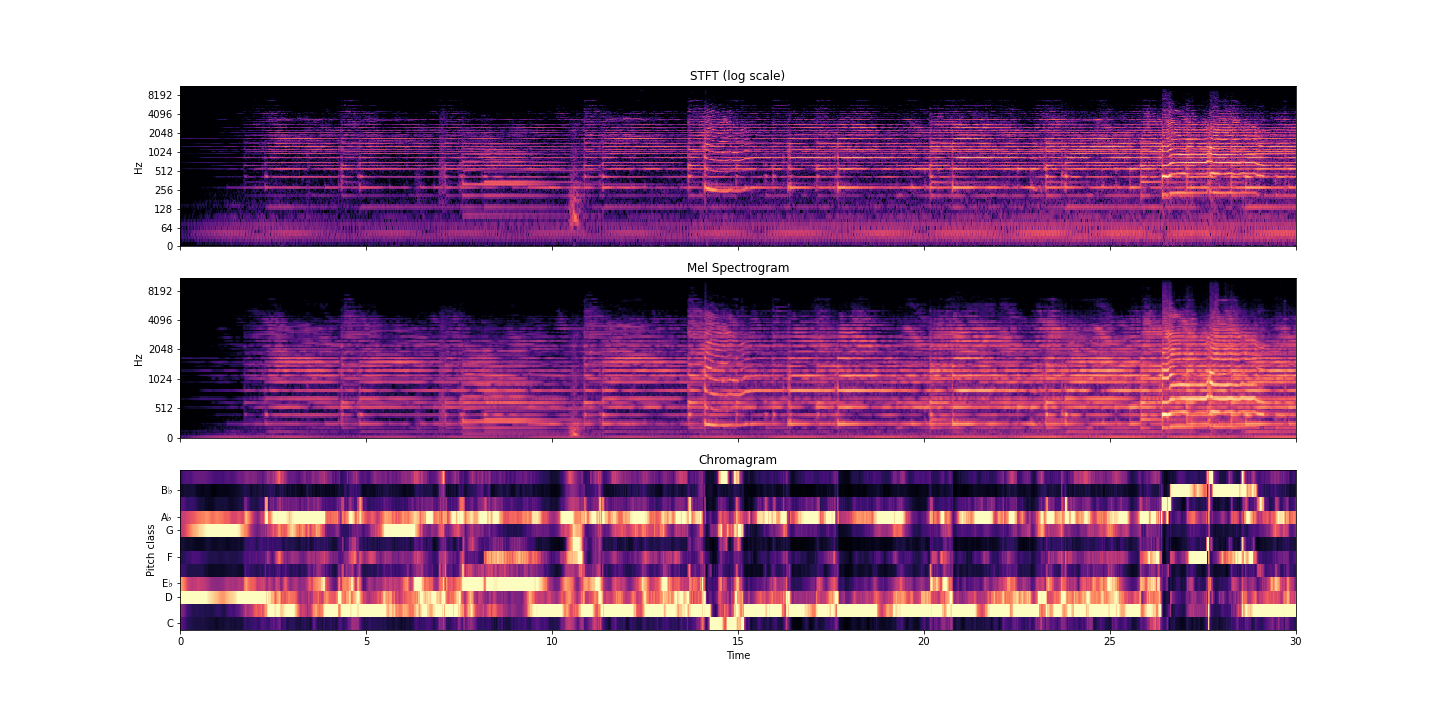 STFT (log scale)
8192
4096
2048
1024
512
256
128
64
0
Hz
Mel Spectrogram
8192
4096
2048
1024
512
0
Hz
Chromagram
B♭
A♭
G
F
E♭
D
C
Pitch class
0 5 10 15 20 25 30
Time